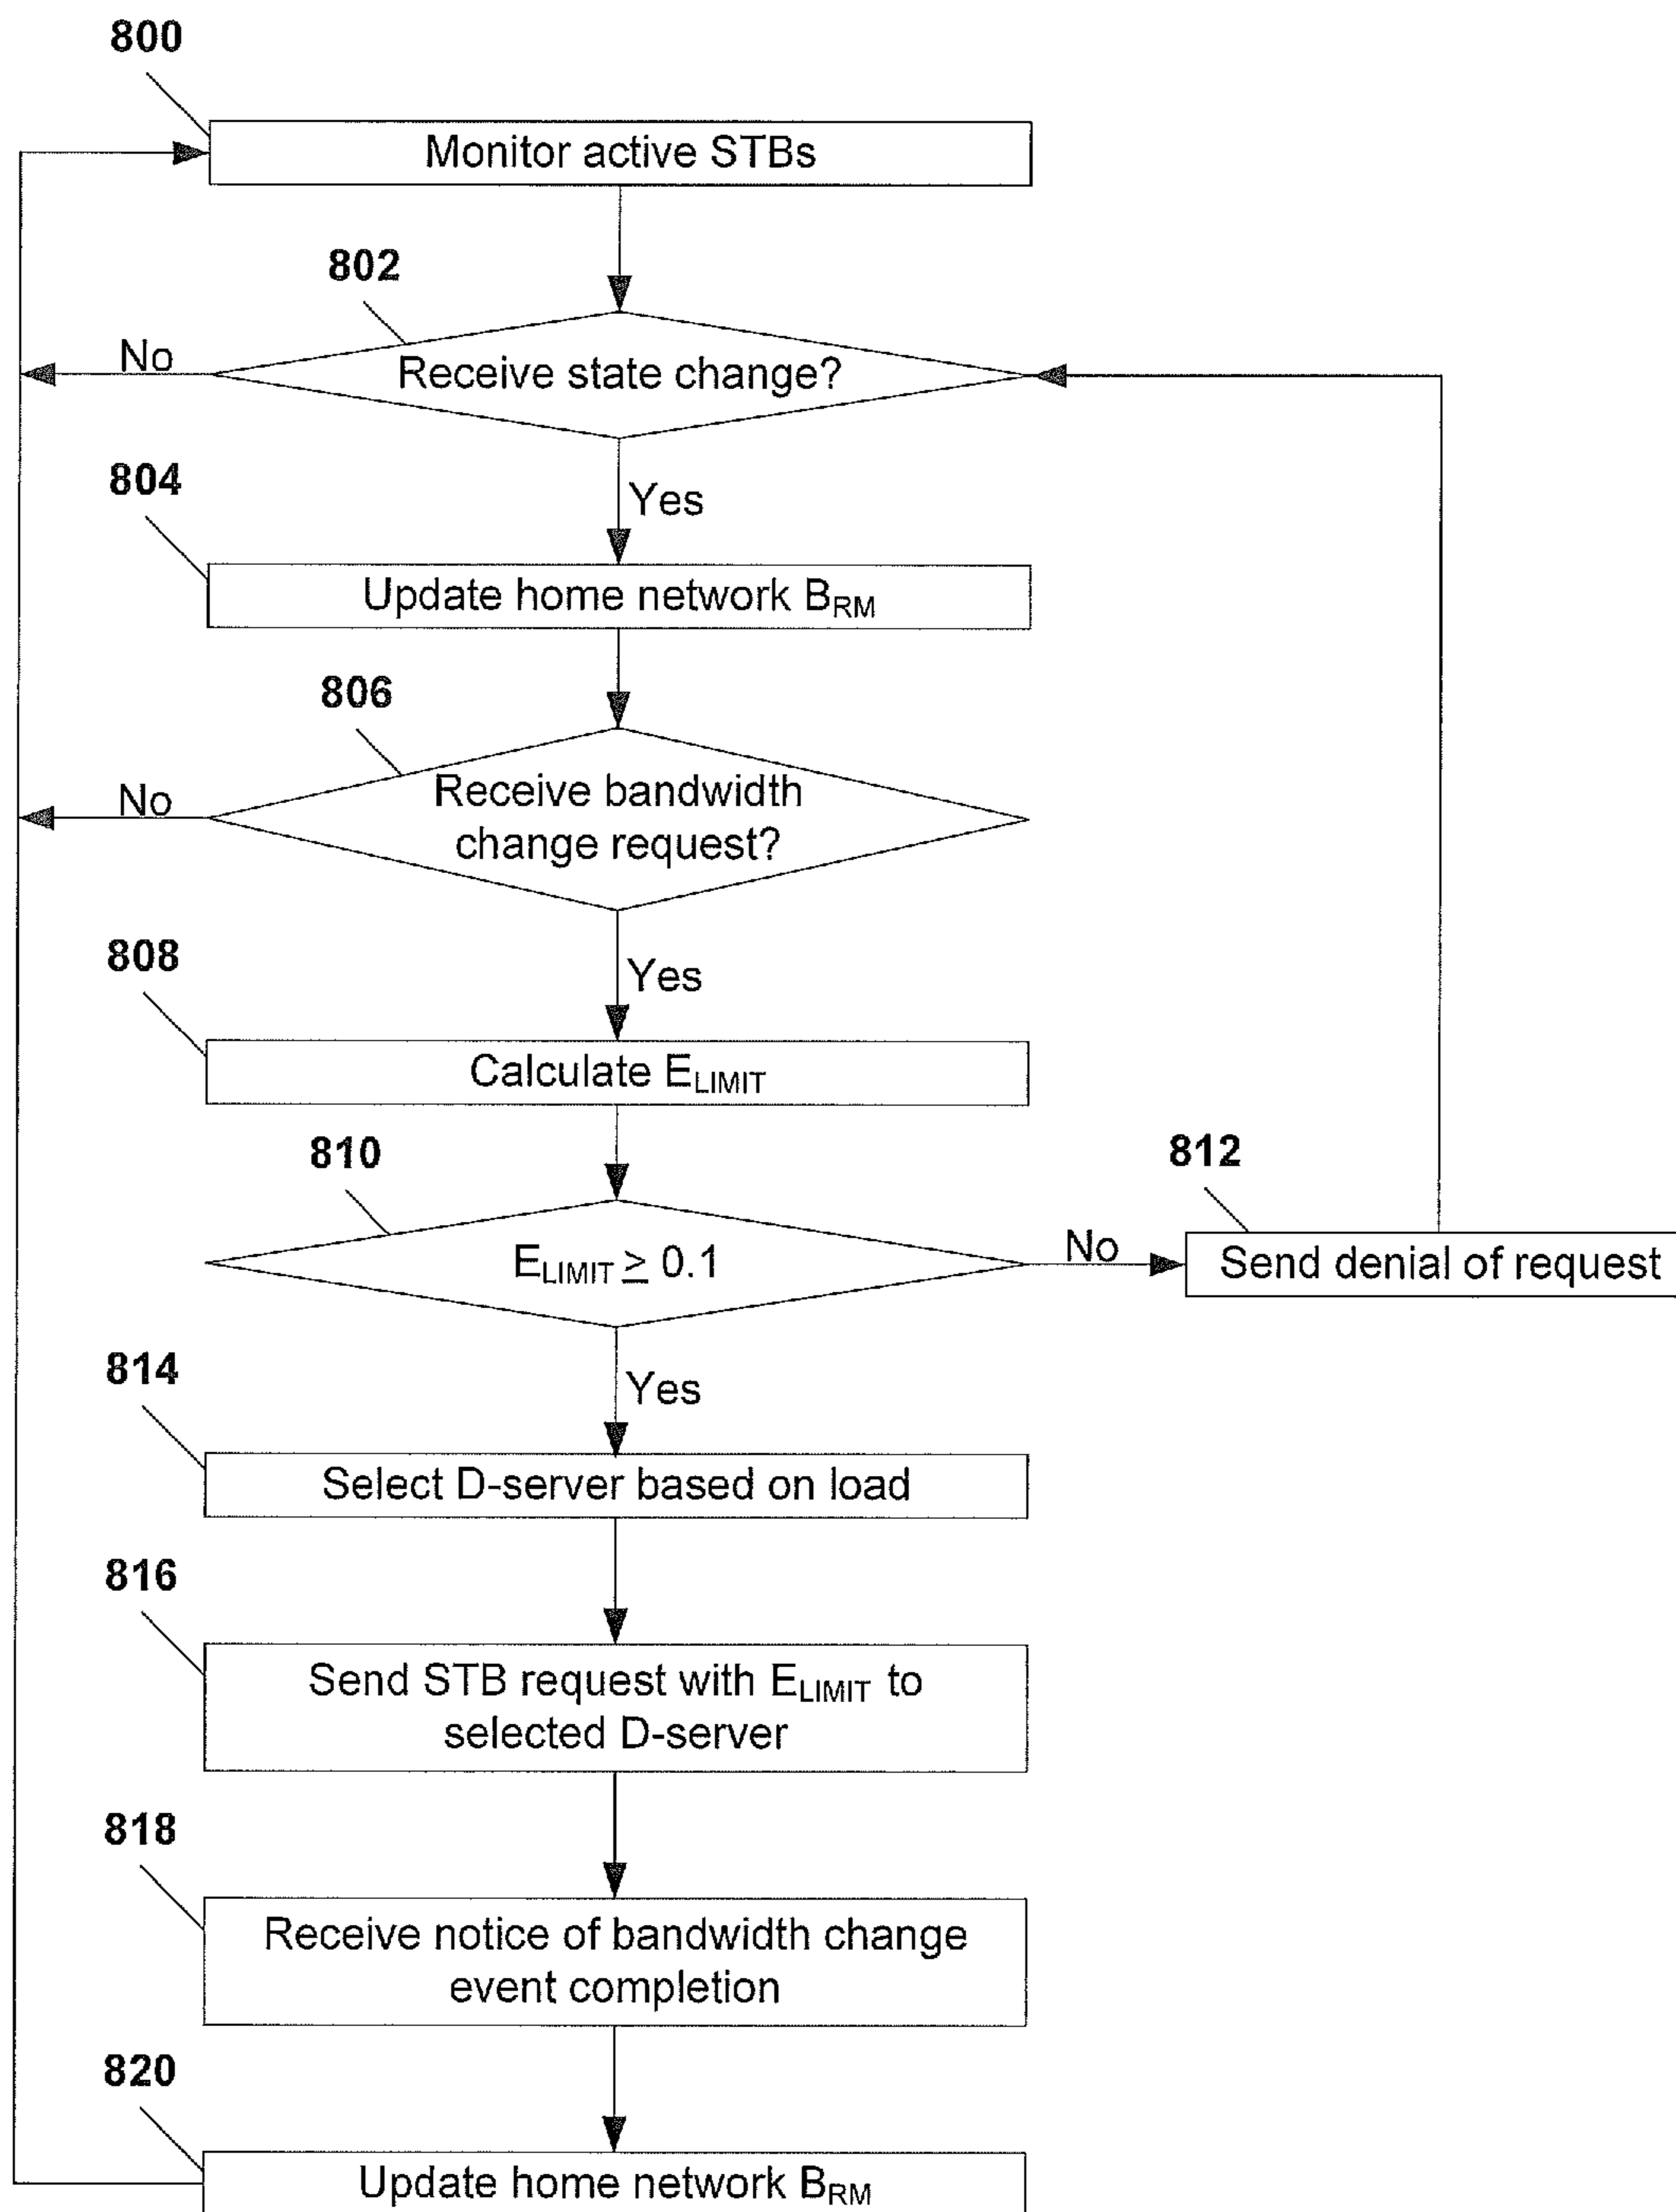 800
Monitor active STBs
802
No
Receive state change?
Yes
804
Update home network B_RM
806
No
Receive bandwidth
change request?
Yes
808
Calculate E_LIMIT
810
812
E_LIMIT ≥ 0.1
No
Send denial of request
Yes
814
Select D-server based on load
816
Send STB request with E_LIMIT to
selected D-server
818
Receive notice of bandwidth change
event completion
820
Update home network B_RM